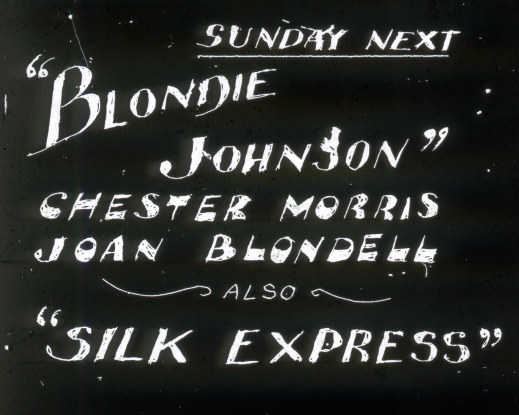 SUNDAY NEXT
"BLONDIE
JOHNSON"
CHESTER MORRIS
JOAN BLONDELL
ALSO
"SILK EXPRESS"